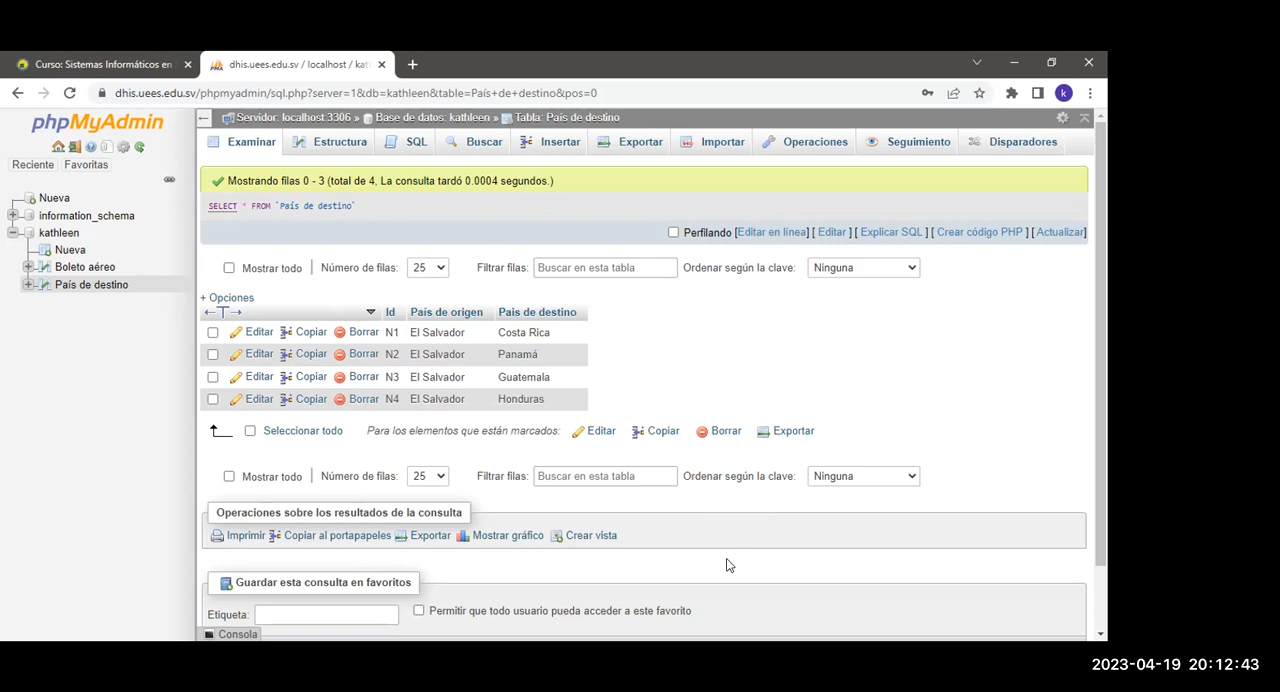 Curso: Sistemas Informáticos en
dhis.uees.edu.sv / localhost / kat
dhis.uees.edu.sv/phpmyadmin/sql.php?server=1&db=kathleen&table=País+de+destino&pos=0
k
phpMyAdmin
Reciente Favoritas
Nueva
information_schema
kathleen
Nueva
Boleto aéreo
País de destino
Servidor: localhost:3306 » Base de datos: kathleen » Tabla: País de destino
Examinar Estructura SQL Buscar Insertar Exportar Importar Operaciones Seguimiento Disparadores
Mostrando filas 0 - 3 (total de 4, La consulta tardó 0.0004 segundos.)
SELECT * FROM `País de destino`
Perfilando [Editar en línea] [ Editar ] [ Explicar SQL ] [ Crear código PHP ] [ Actualizar]
Mostrar todo Número de filas: 25 Filtrar filas: Buscar en esta tabla Ordenar según la clave: Ninguna
+ Opciones
←T→ Id País de origen Pais de destino
Editar Copiar Borrar N1 El Salvador Costa Rica
Editar Copiar Borrar N2 El Salvador Panamá
Editar Copiar Borrar N3 El Salvador Guatemala
Editar Copiar Borrar N4 El Salvador Honduras
Seleccionar todo Para los elementos que están marcados: Editar Copiar Borrar Exportar
Mostrar todo Número de filas: 25 Filtrar filas: Buscar en esta tabla Ordenar según la clave: Ninguna
Operaciones sobre los resultados de la consulta
Imprimir Copiar al portapapeles Exportar Mostrar gráfico Crear vista
Guardar esta consulta en favoritos
Etiqueta: Permitir que todo usuario pueda acceder a este favorito
Consola
2023-04-19 20:12:43